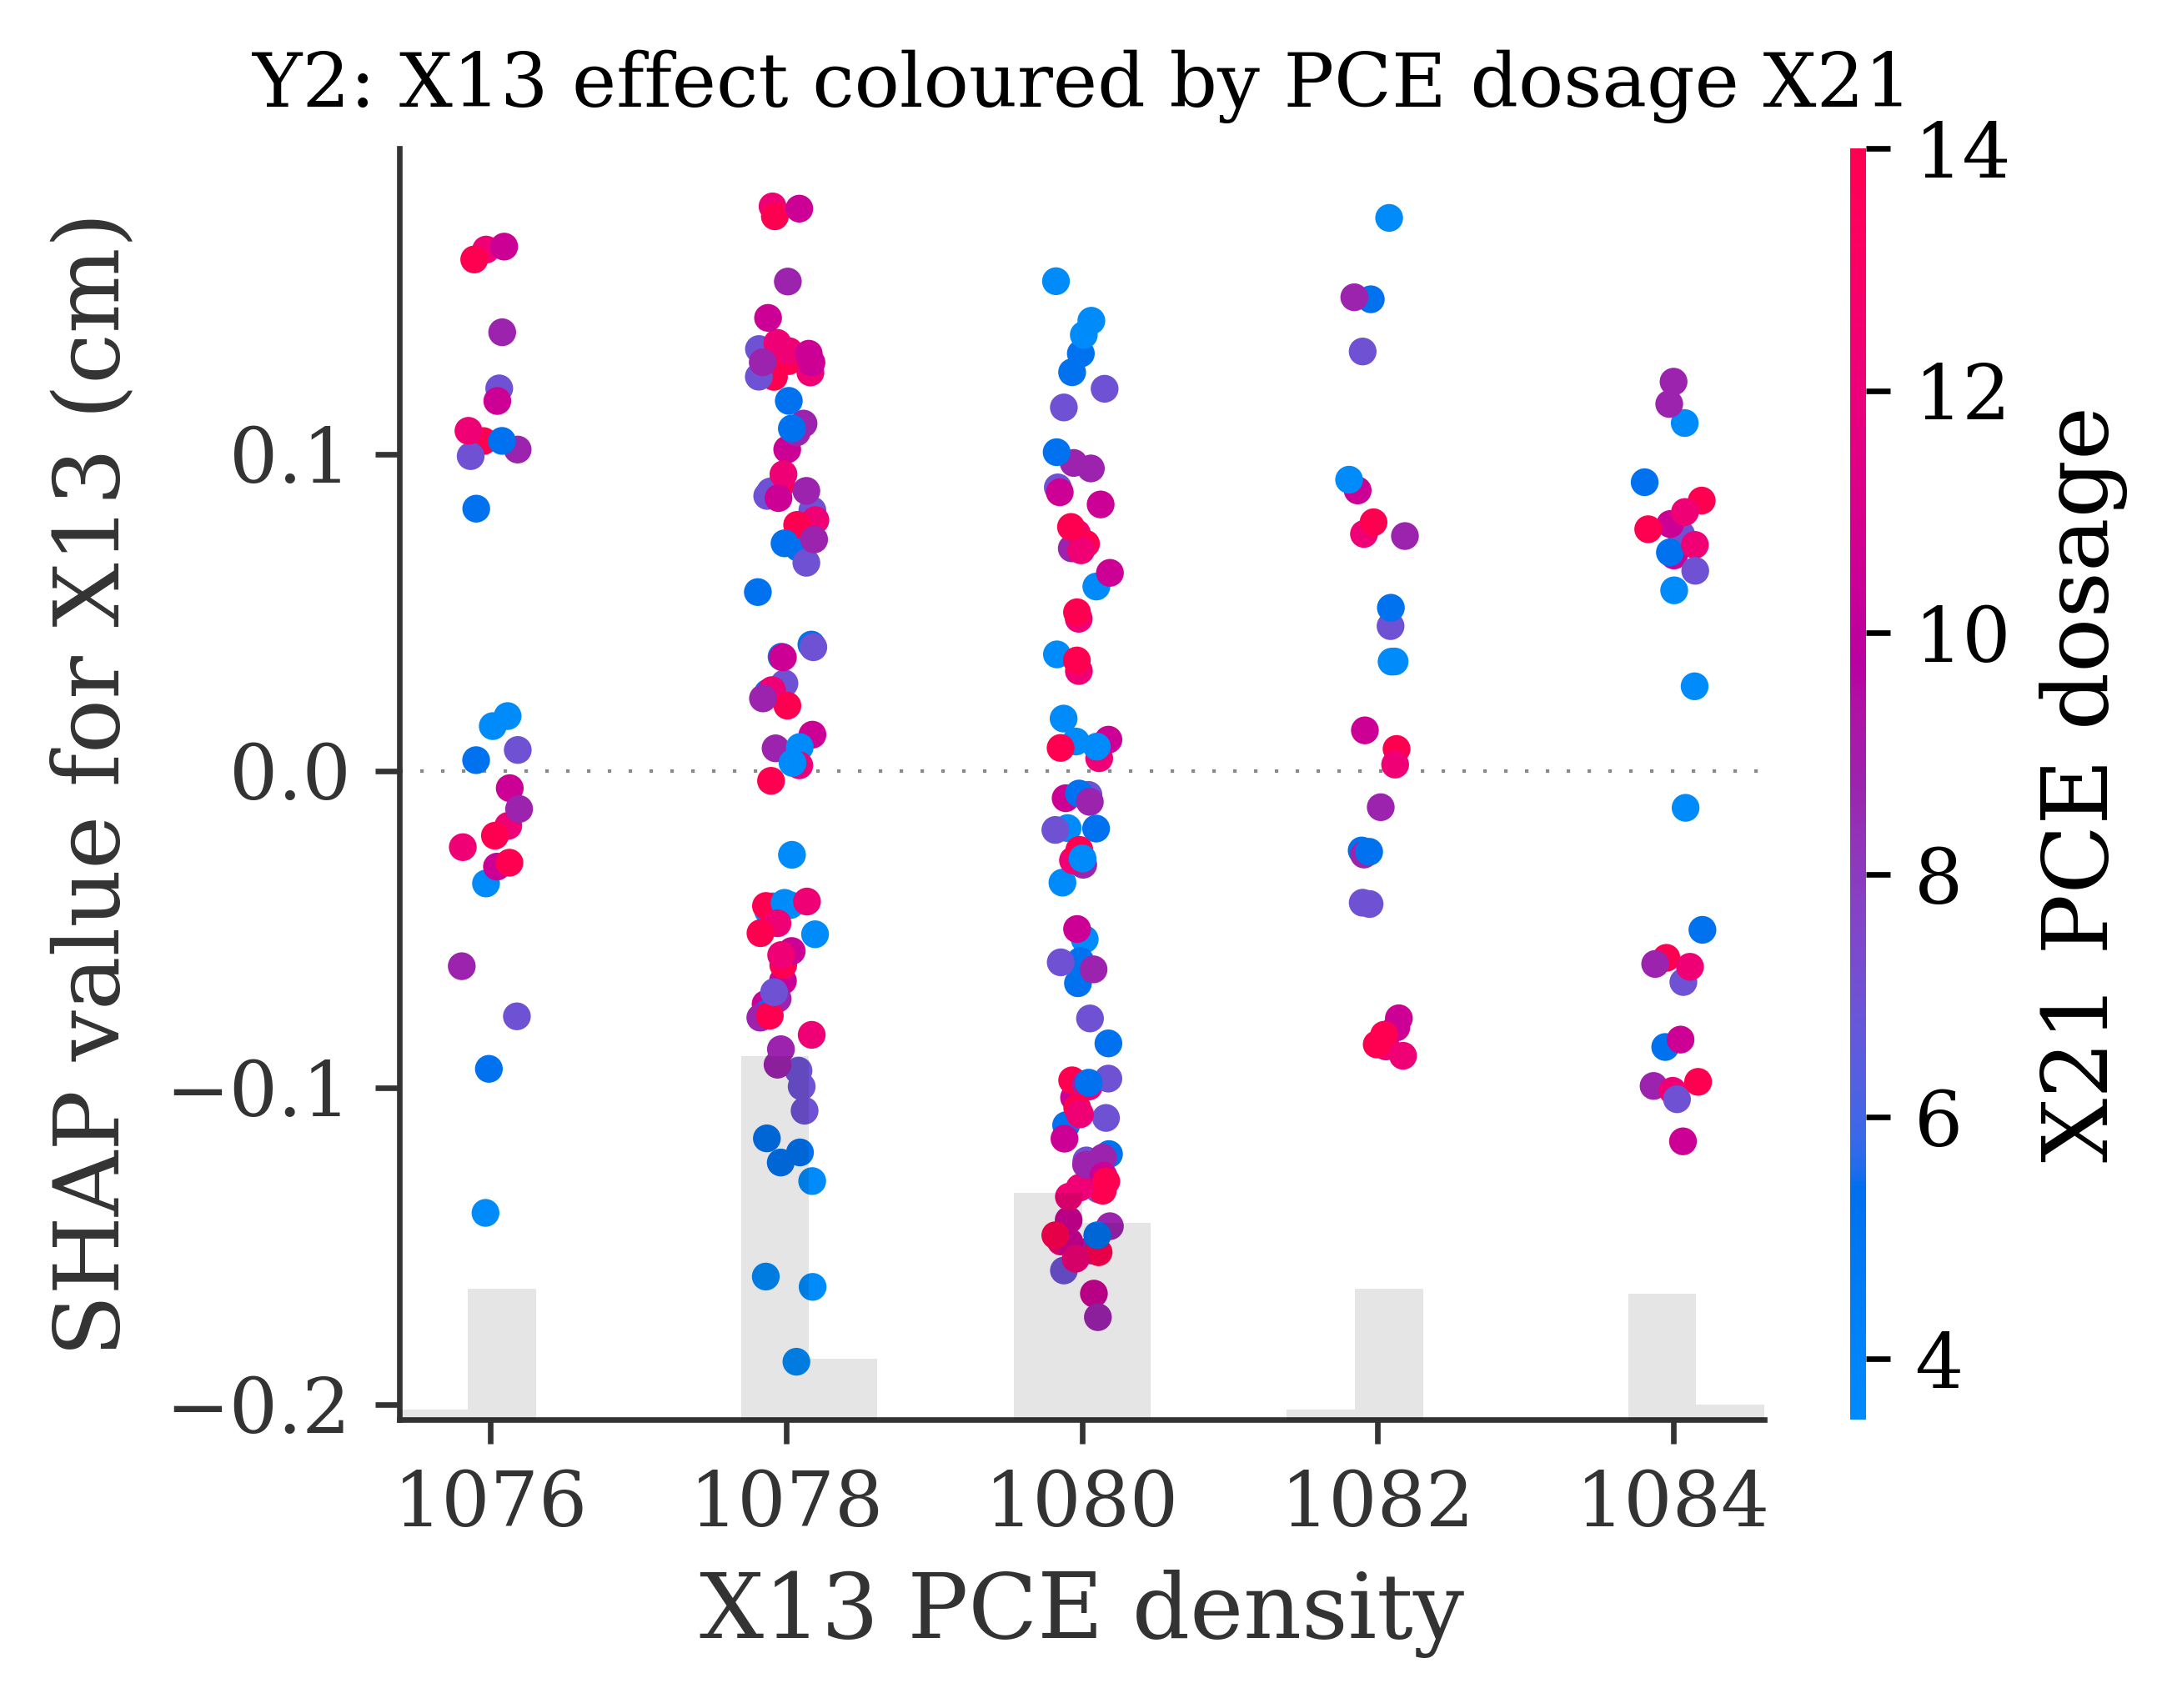 Y2: X13 effect coloured by PCE dosage X21
SHAP value for X13 (cm)
0.1
0.0
−0.1
−0.2
1076 1078 1080 1082 1084
X13 PCE density
14
12
10
8
6
4
X21 PCE dosage